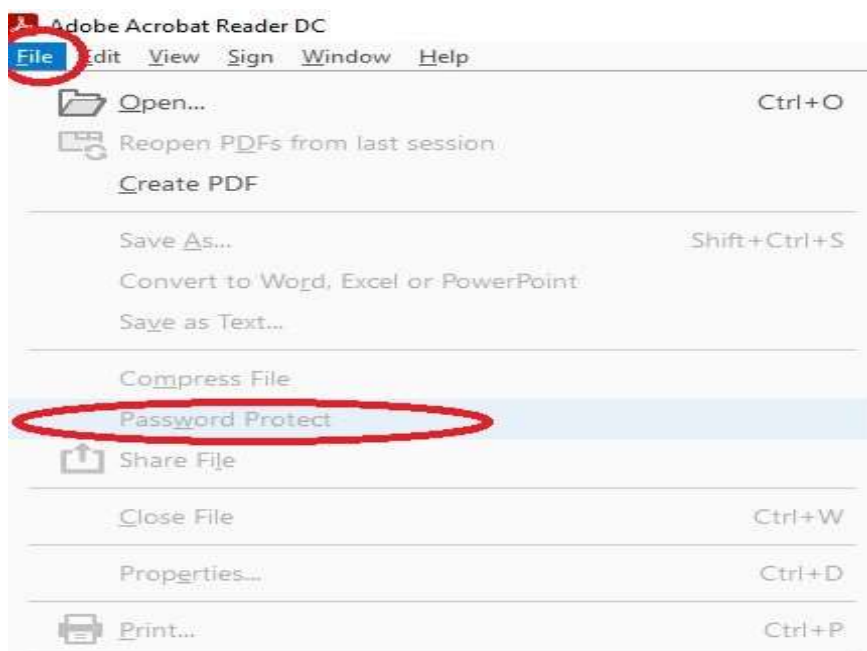 Adobe Acrobat Reader DC
File Edit View Sign Window Help
Open... Ctrl+O
Reopen PDFs from last session
Create PDF
Save As... Shift+Ctrl+S
Convert to Word, Excel or PowerPoint
Save as Text...
Compress File
Password Protect
Share File
Close File Ctrl+W
Properties... Ctrl+D
Print... Ctrl+P